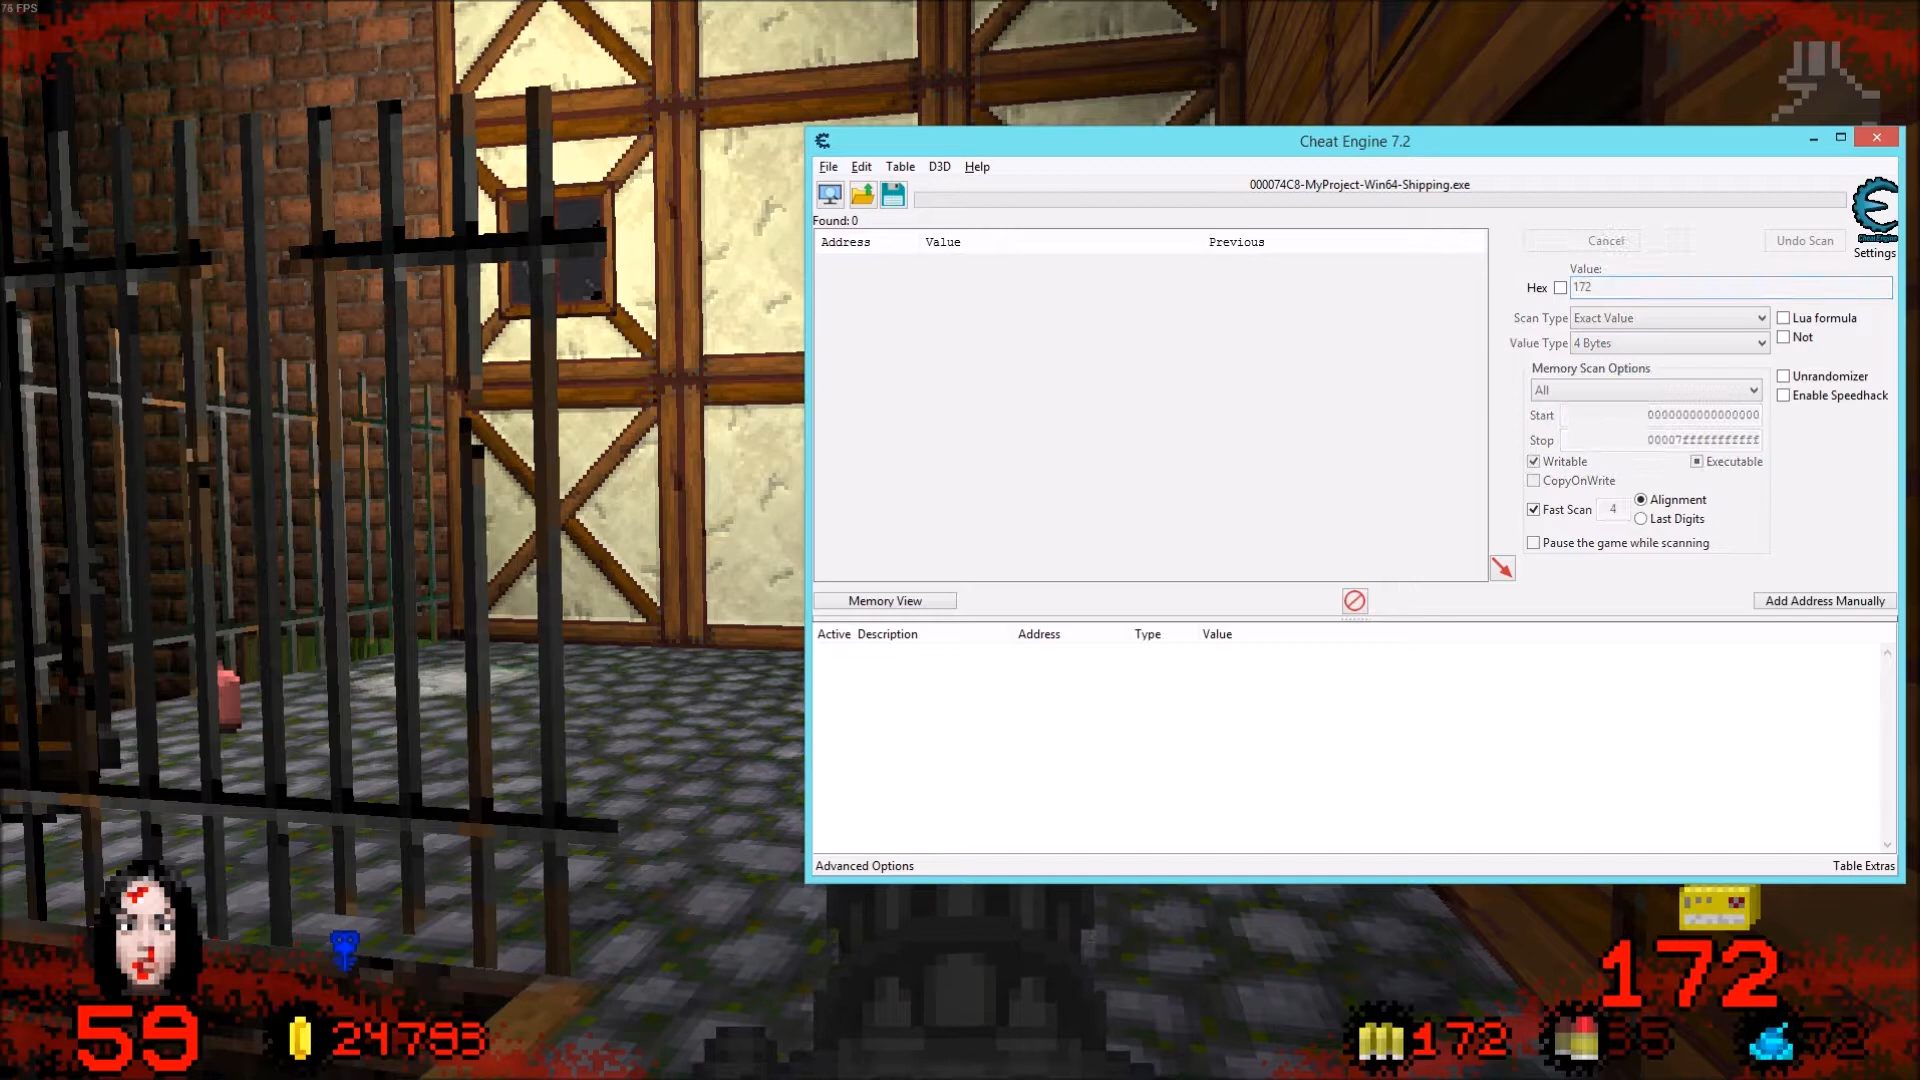 76 FPS
Cheat Engine 7.2
File Edit Table D3D Help
000074C8-MyProject-Win64-Shipping.exe
Found: 0
Address Value Previous
Cancel Undo Scan
Cheat Engine
Settings
Value:
Hex 172
Scan Type Exact Value Lua formula
Not
Value Type 4 Bytes
Memory Scan Options
All
Unrandomizer
Enable Speedhack
Start 0000000000000000
Stop 00007fffffffffff
Writable Executable
CopyOnWrite
Fast Scan 4 Alignment
Last Digits
Pause the game while scanning
Memory View Add Address Manually
Active Description Address Type Value
Advanced Options Table Extras
172
59 24793 172 35 72